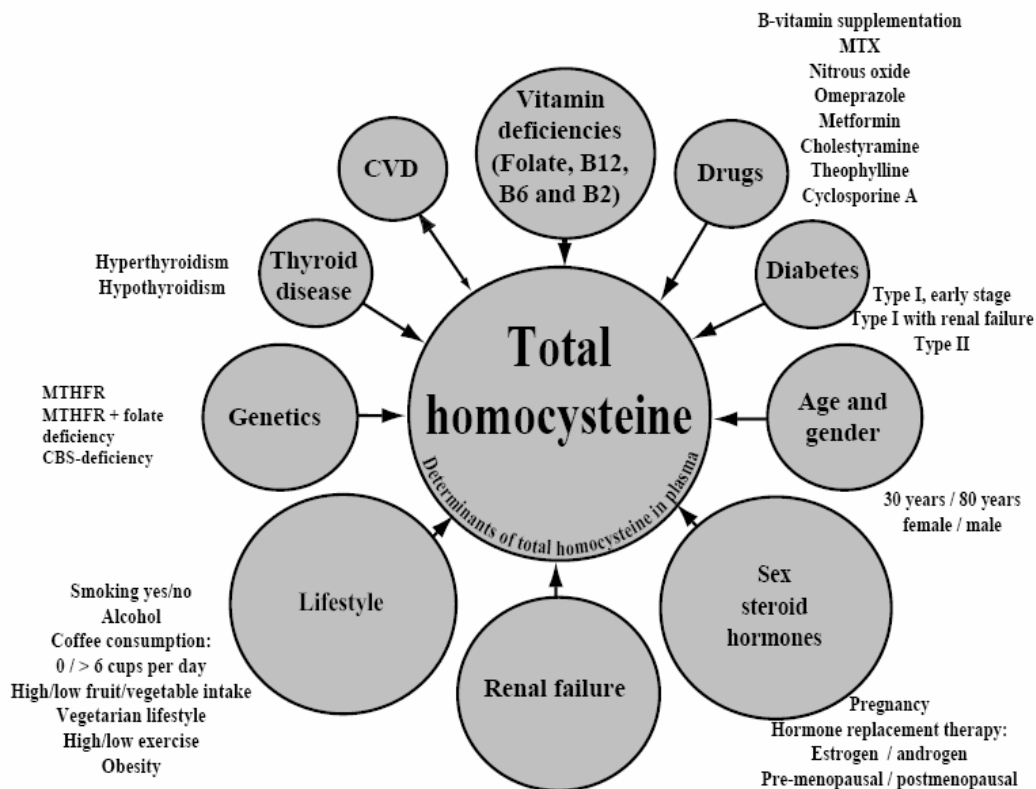 B-vitamin supplementation
MTX
Nitrous oxide
Omeprazole
Metformin
Cholestyramine
Theophylline
Cyclosporine A
Vitamin
deficiencies
(Folate, B12,
B6 and B2)
CVD
Drugs
Hyperthyroidism
Hypothyroidism
Thyroid
disease
Diabetes
Type I, early stage
Type I with renal failure
Type II
Total
homocysteine
Determinants of total homocysteine in plasma
MTHFR
MTHFR + folate
deficiency
CBS-deficiency
Genetics
Age and
gender
30 years / 80 years
female / male
Lifestyle
Smoking yes/no
Alcohol
Coffee consumption:
0 / > 6 cups per day
High/low fruit/vegetable intake
Vegetarian lifestyle
High/low exercise
Obesity
Renal failure
Sex
steroid
hormones
Pregnancy
Hormone replacement therapy:
Estrogen / androgen
Pre-menopausal / postmenopausal